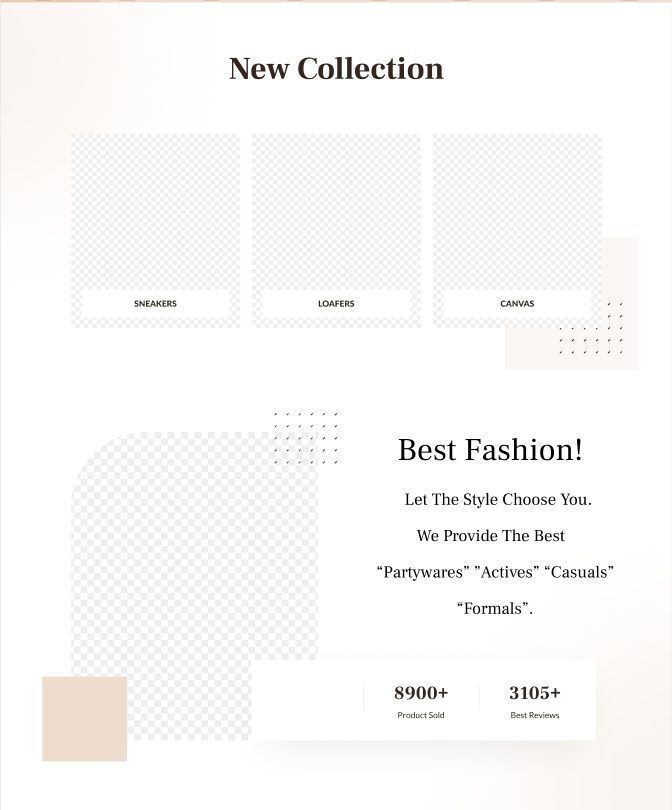 New Collection
SNEAKERS
LOAFERS
CANVAS
Best Fashion!
Let The Style Choose You.
We Provide The Best
“Partywares” ”Actives” “Casuals”
“Formals”.
8900+
Product Sold
3105+
Best Reviews